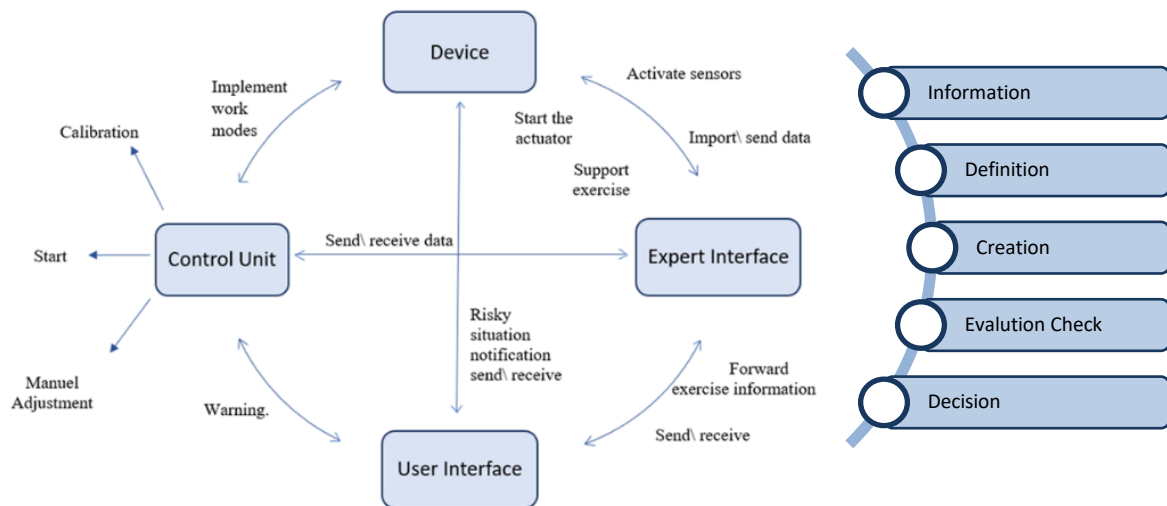 Device
Implement
work
modes
Activate sensors
Start the
actuator
Import\ send data
Calibration
Support
exercise
Start
Control Unit
Send\ receive data
Expert Interface
Risky
situation
notification
send\ receive
Manuel
Adjustment
Warning.
Forward
exercise information
Send\ receive
User Interface
Information
Definition
Creation
Evalution Check
Decision